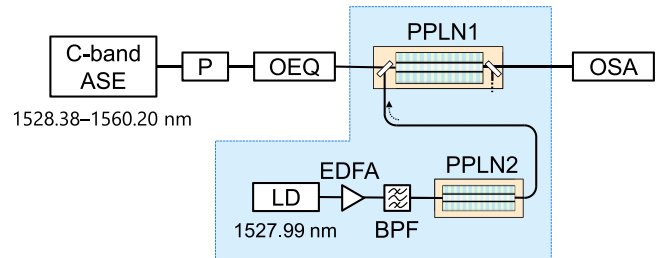 PPLN1
C-band
ASE
P
OEQ
OSA
1528.38–1560.20 nm
EDFA
PPLN2
LD
1527.99 nm
BPF